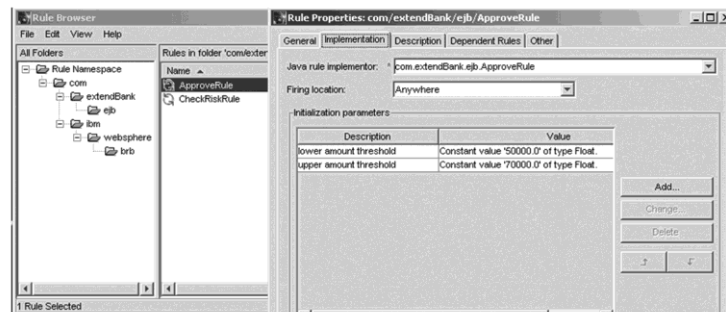 Rule Browser
File Edit View Help
All Folders
Rule Namespace
com
extendBank
ejb
ibm
websphere
brb
Rules in folder 'com/exter
Name
ApproveRule
CheckRiskRule
1 Rule Selected
Rule Properties: com/extendBank/ejb/ApproveRule
General Implementation Description Dependent Rules Other
Java rule implementor: * com.extendBank.ejb.ApproveRule
Firing location: Anywhere
Initialization parameters
Description Value
lower amount threshold Constant value '50000.0' of type Float.
upper amount threshold Constant value '70000.0' of type Float.
Add...
Change...
Delete